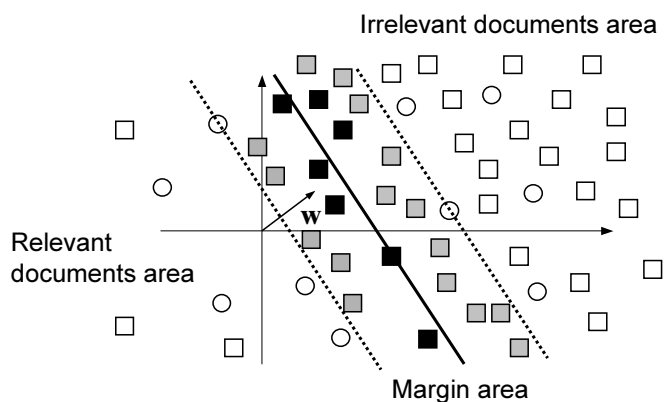 Irrelevant documents area
w
Relevant
documents area
Margin area